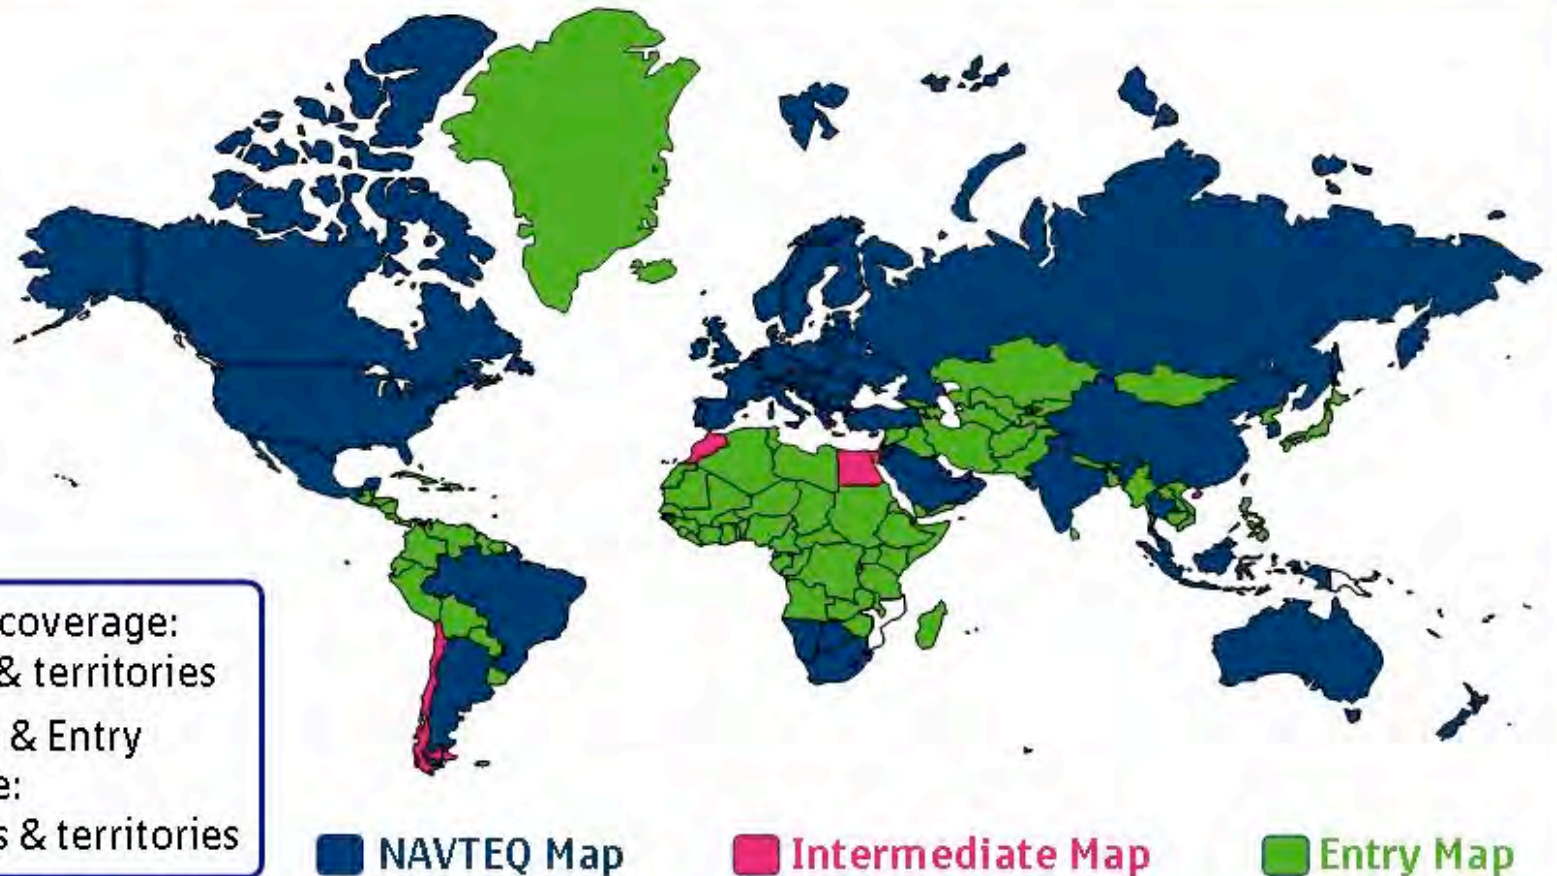 coverage:
& territories
& Entry
e:
s & territories
NAVTEQ Map
Intermediate Map
Entry Map